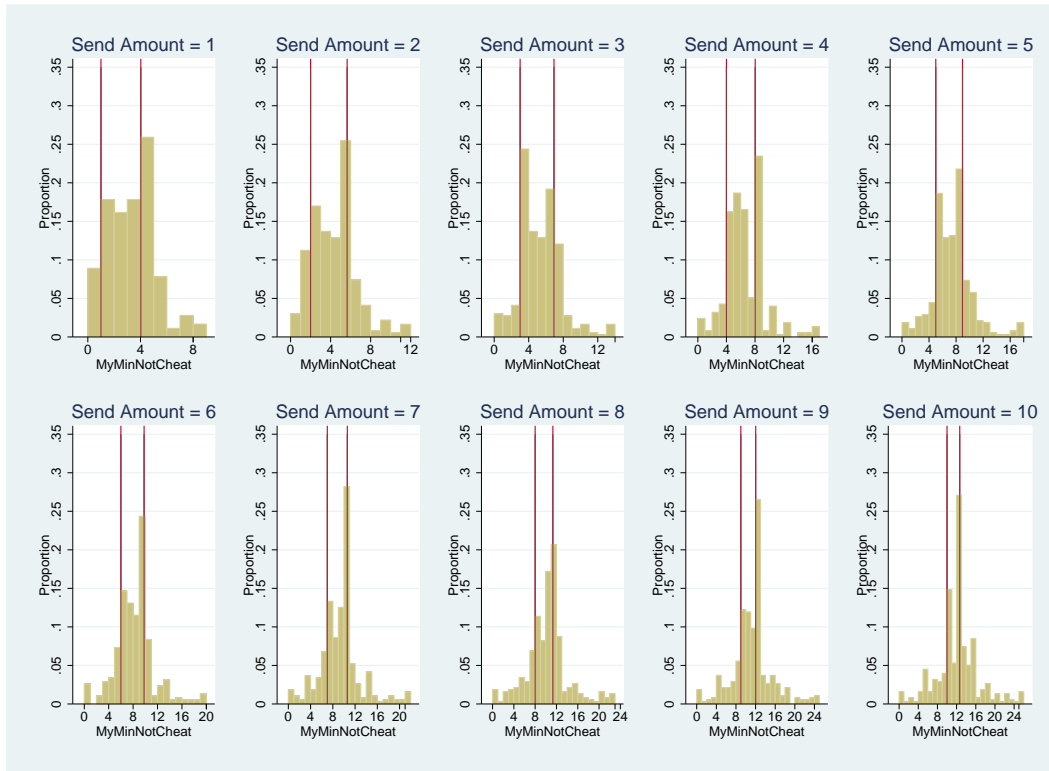 Send Amount = 1
Proportion
0 .05 .1 .15 .2 .25 .3 .35
0 4 8
MyMinNotCheat
Send Amount = 2
Proportion
0 .05 .1 .15 .2 .25 .3 .35
0 4 8 12
MyMinNotCheat
Send Amount = 3
Proportion
0 .05 .1 .15 .2 .25 .3 .35
0 4 8 12
MyMinNotCheat
Send Amount = 4
Proportion
0 .05 .1 .15 .2 .25 .3 .35
0 4 8 12 16
MyMinNotCheat
Send Amount = 5
Proportion
0 .05 .1 .15 .2 .25 .3 .35
0 4 8 12 16
MyMinNotCheat
Send Amount = 6
Proportion
0 .05 .1 .15 .2 .25 .3 .35
0 4 8 12 16 20
MyMinNotCheat
Send Amount = 7
Proportion
0 .05 .1 .15 .2 .25 .3 .35
0 4 8 12 16 20
MyMinNotCheat
Send Amount = 8
Proportion
0 .05 .1 .15 .2 .25 .3 .35
0 4 8 12 16 20 24
MyMinNotCheat
Send Amount = 9
Proportion
0 .05 .1 .15 .2 .25 .3 .35
0 4 8 12 16 20 24
MyMinNotCheat
Send Amount = 10
Proportion
0 .05 .1 .15 .2 .25 .3 .35
0 4 8 12 16 20 24
MyMinNotCheat